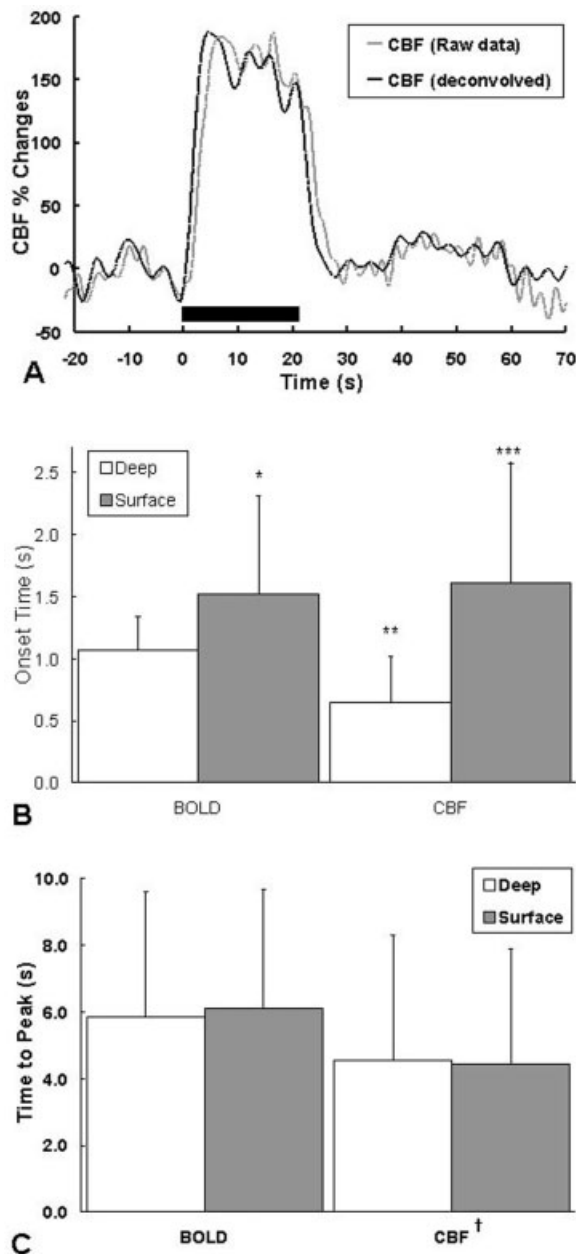 200
CBF (Raw data)
CBF (deconvolved)
150
100
50
0
-50
CBF % Changes
-20 -10 0 10 20 30 40 50 60 70
A
Time (s)
2.5
2.0
1.5
1.0
0.5
0.0
Onset Time (s)
Deep
Surface
*
**
***
BOLD CBF
B
10.0
8.0
6.0
4.0
2.0
0.0
Time to Peak (s)
Deep
Surface
BOLD CBF †
C